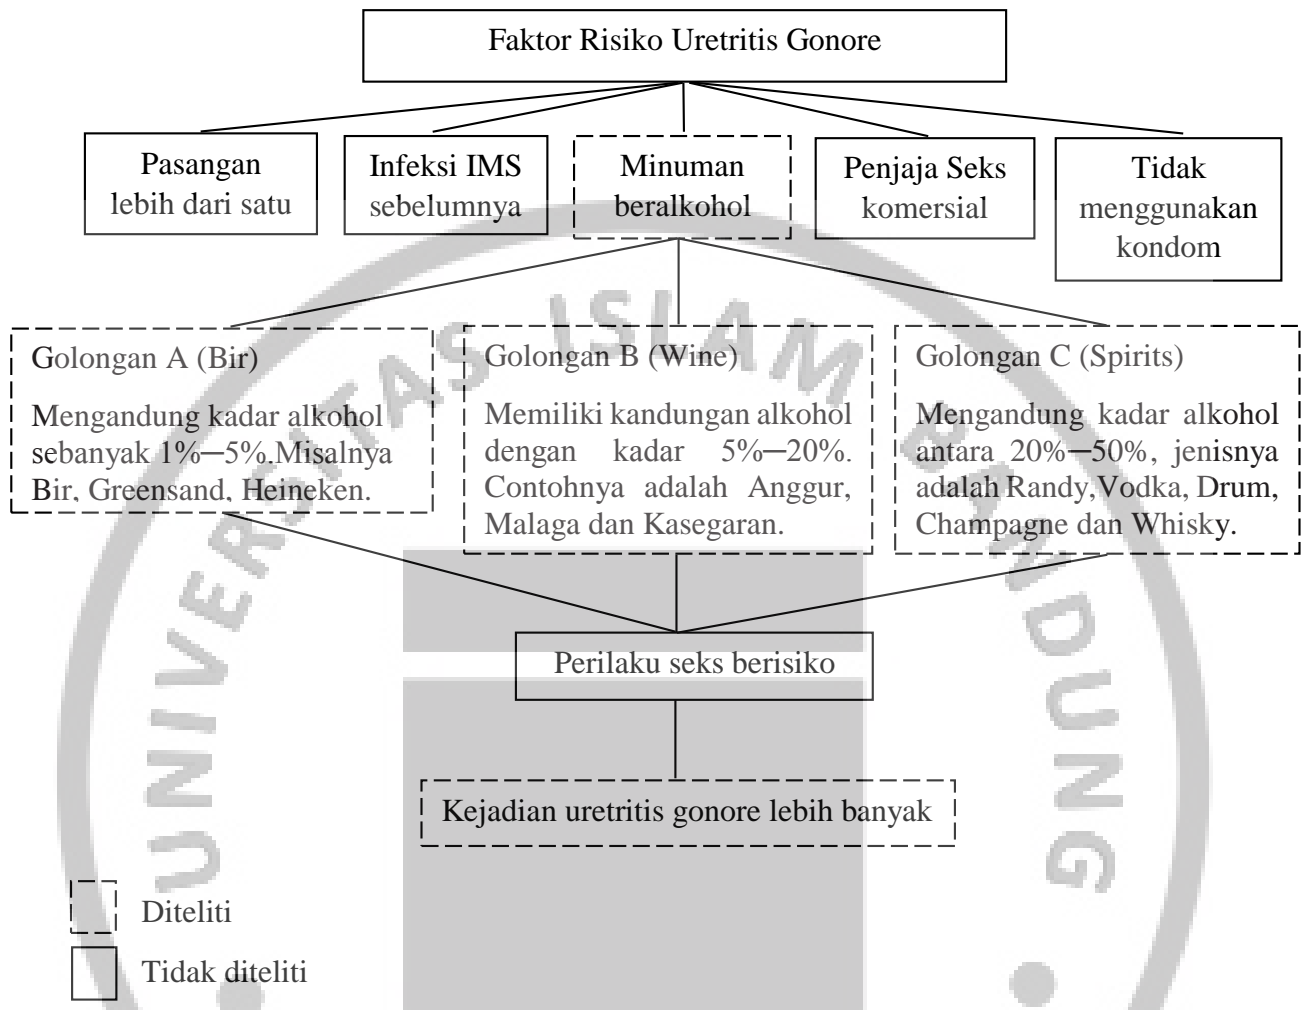 Faktor Risiko Uretritis Gonore
Pasangan
lebih dari satu
Infeksi IMS
sebelumnya
Minuman
beralkohol
Penjaja Seks
komersial
Tidak
menggunakan
kondom
Golongan A (Bir)
Mengandung kadar alkohol
sebanyak 1%─5%.Misalnya
Bir, Greensand, Heineken.
Golongan B (Wine)
Memiliki kandungan alkohol
dengan kadar 5%─20%.
Contohnya adalah Anggur,
Malaga dan Kasegaran.
Golongan C (Spirits)
Mengandung kadar alkohol
antara 20%─50%, jenisnya
adalah Randy,Vodka, Drum,
Champagne dan Whisky.
Perilaku seks berisiko
Kejadian uretritis gonore lebih banyak
Diteliti
Tidak diteliti
UNIVERSITAS ISLAM BANDUNG